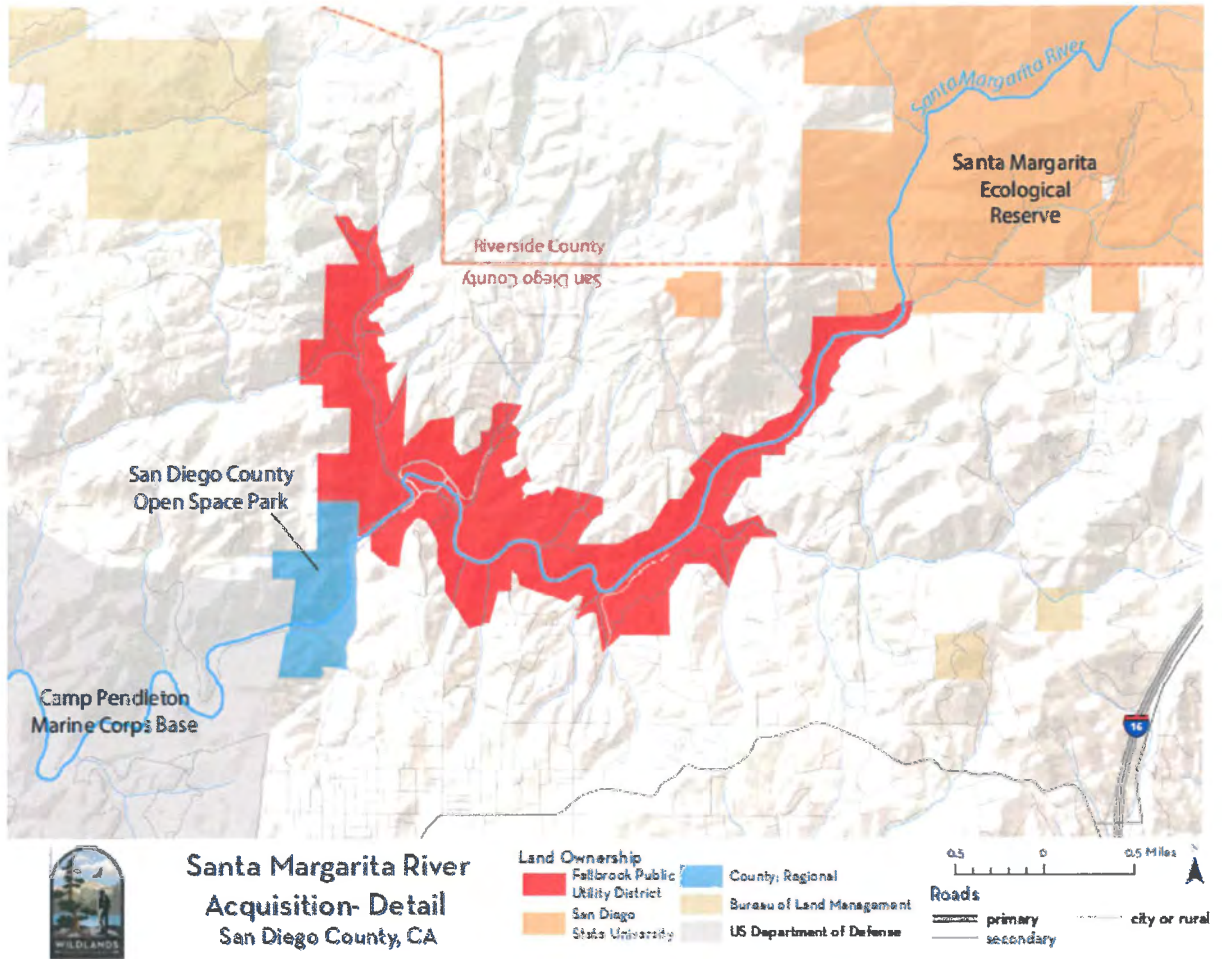 Santa Margarita River
Santa Margarita
Ecological
Reserve
Riverside County
San Diego County
San Diego County
Open Space Park
Camp Pendleton
Marine Corps Base
16
WILDLANDS
Santa Margarita River
Acquisition- Detail
San Diego County, CA
Land Ownership
Fallbrook Public
Utility District
San Diego
State University
County; Regional
Bureau of Land Management
US Department of Defense
0.5 0 0.5 Miles
Roads
primary
secondary
city or rural